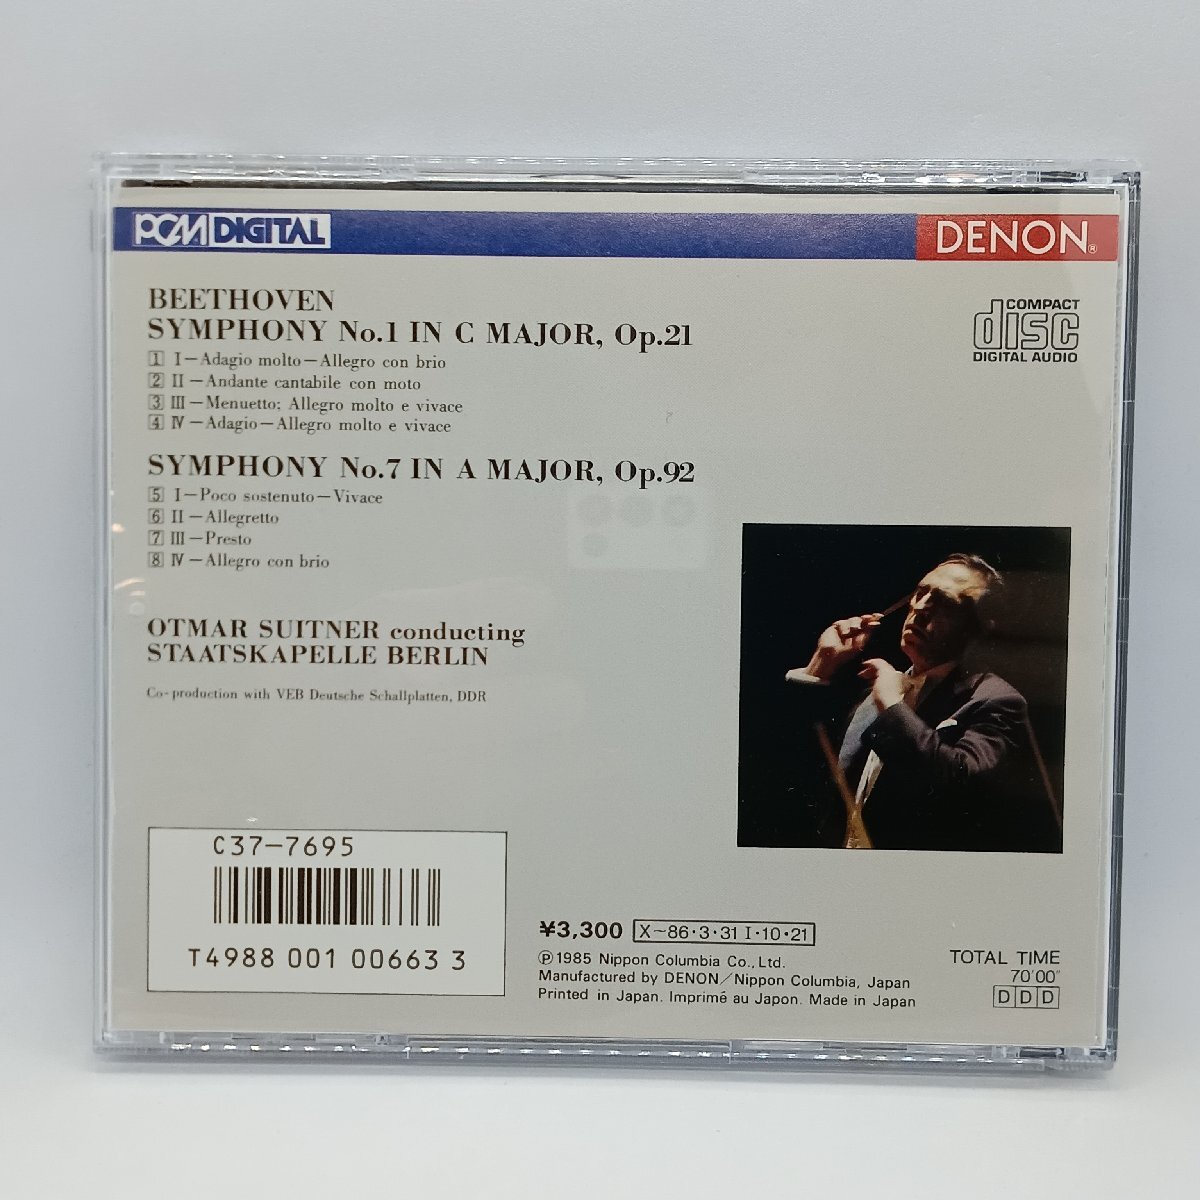 PCM DIGITAL
DENON®
BEETHOVEN
SYMPHONY No.1 IN C MAJOR, Op.21
1 I－Adagio molto－Allegro con brio
2 II－Andante cantabile con moto
3 III－Menuetto; Allegro molto e vivace
4 IV－Adagio－Allegro molto e vivace
COMPACT
disc
DIGITAL AUDIO
SYMPHONY No.7 IN A MAJOR, Op.92
5 I－Poco sostenuto－Vivace
6 II－Allegretto
7 III－Presto
8 IV－Allegro con brio
OTMAR SUITNER conducting
STAATSKAPELLE BERLIN
Co-production with VEB Deutsche Schallplatten, DDR
C37-7695
T4988 001 00663 3
¥3,300 X～86・3・31 I・10・21
Ⓟ1985 Nippon Columbia Co., Ltd.
Manufactured by DENON／Nippon Columbia, Japan
Printed in Japan. Imprimé au Japon. Made in Japan
TOTAL TIME
70'00"
D D D